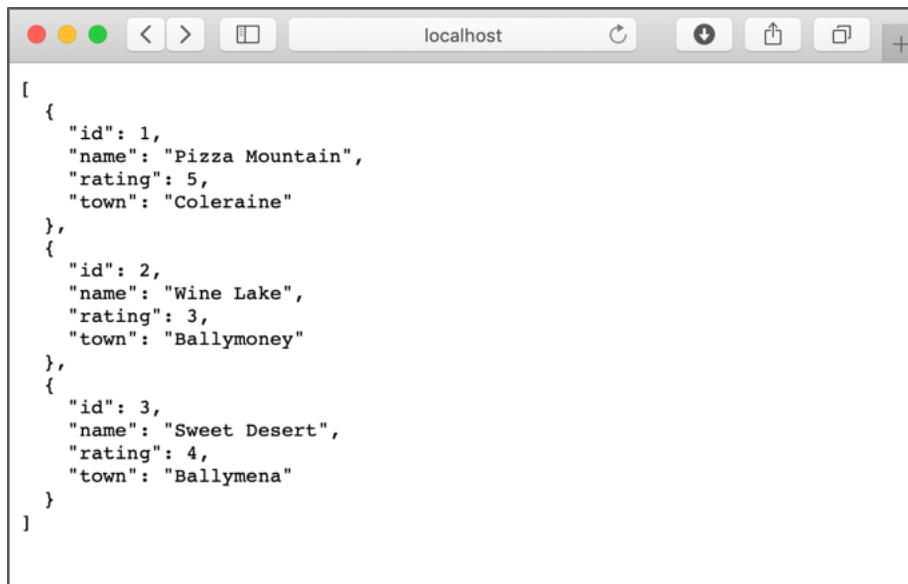 localhost
[
  {
    "id": 1,
    "name": "Pizza Mountain",
    "rating": 5,
    "town": "Coleraine"
  },
  {
    "id": 2,
    "name": "Wine Lake",
    "rating": 3,
    "town": "Ballymoney"
  },
  {
    "id": 3,
    "name": "Sweet Desert",
    "rating": 4,
    "town": "Ballymena"
  }
]